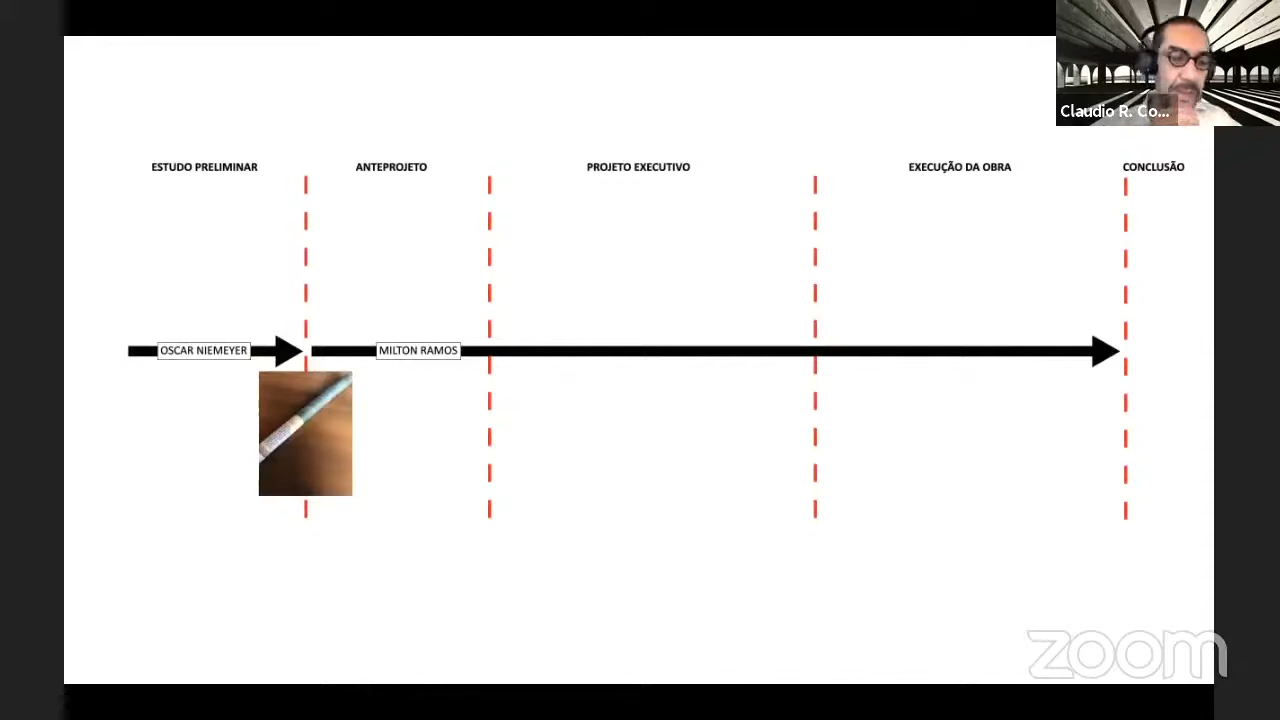 Claudio R. Co...
ESTUDO PRELIMINAR
ANTEPROJETO
PROJETO EXECUTIVO
EXECUÇÃO DA OBRA
CONCLUSÃO
OSCAR NIEMEYER
MILTON RAMOS
zoom